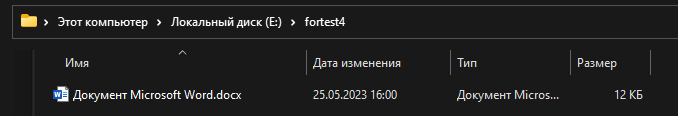 Этот компьютер > Локальный диск (E:) > fortest4
Имя Дата изменения Тип Размер
Документ Microsoft Word.docx 25.05.2023 16:00 Документ Micros... 12 КБ